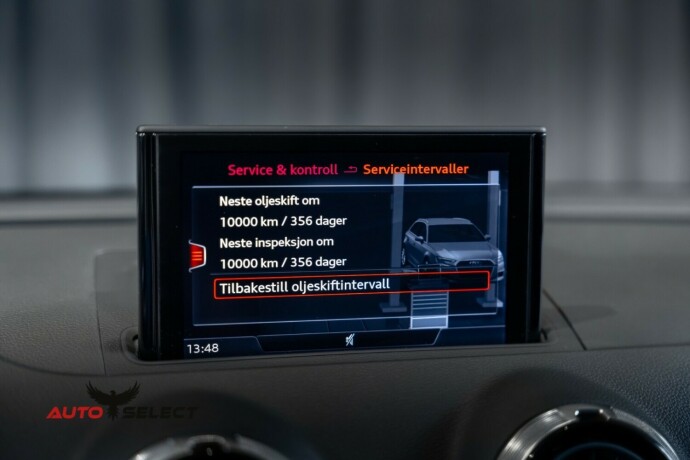 Service & kontroll Serviceintervaller
Neste oljeskift om
10000 km / 356 dager
Neste inspeksjon om
10000 km / 356 dager
Tilbakestill oljeskiftintervall
13:48
AUTO SELECT